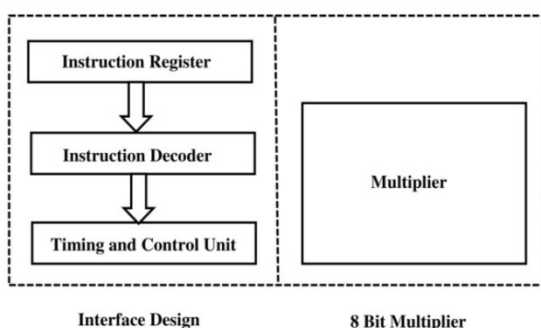 Instruction Register
Instruction Decoder
Timing and Control Unit
Multiplier
Interface Design
8 Bit Multiplier